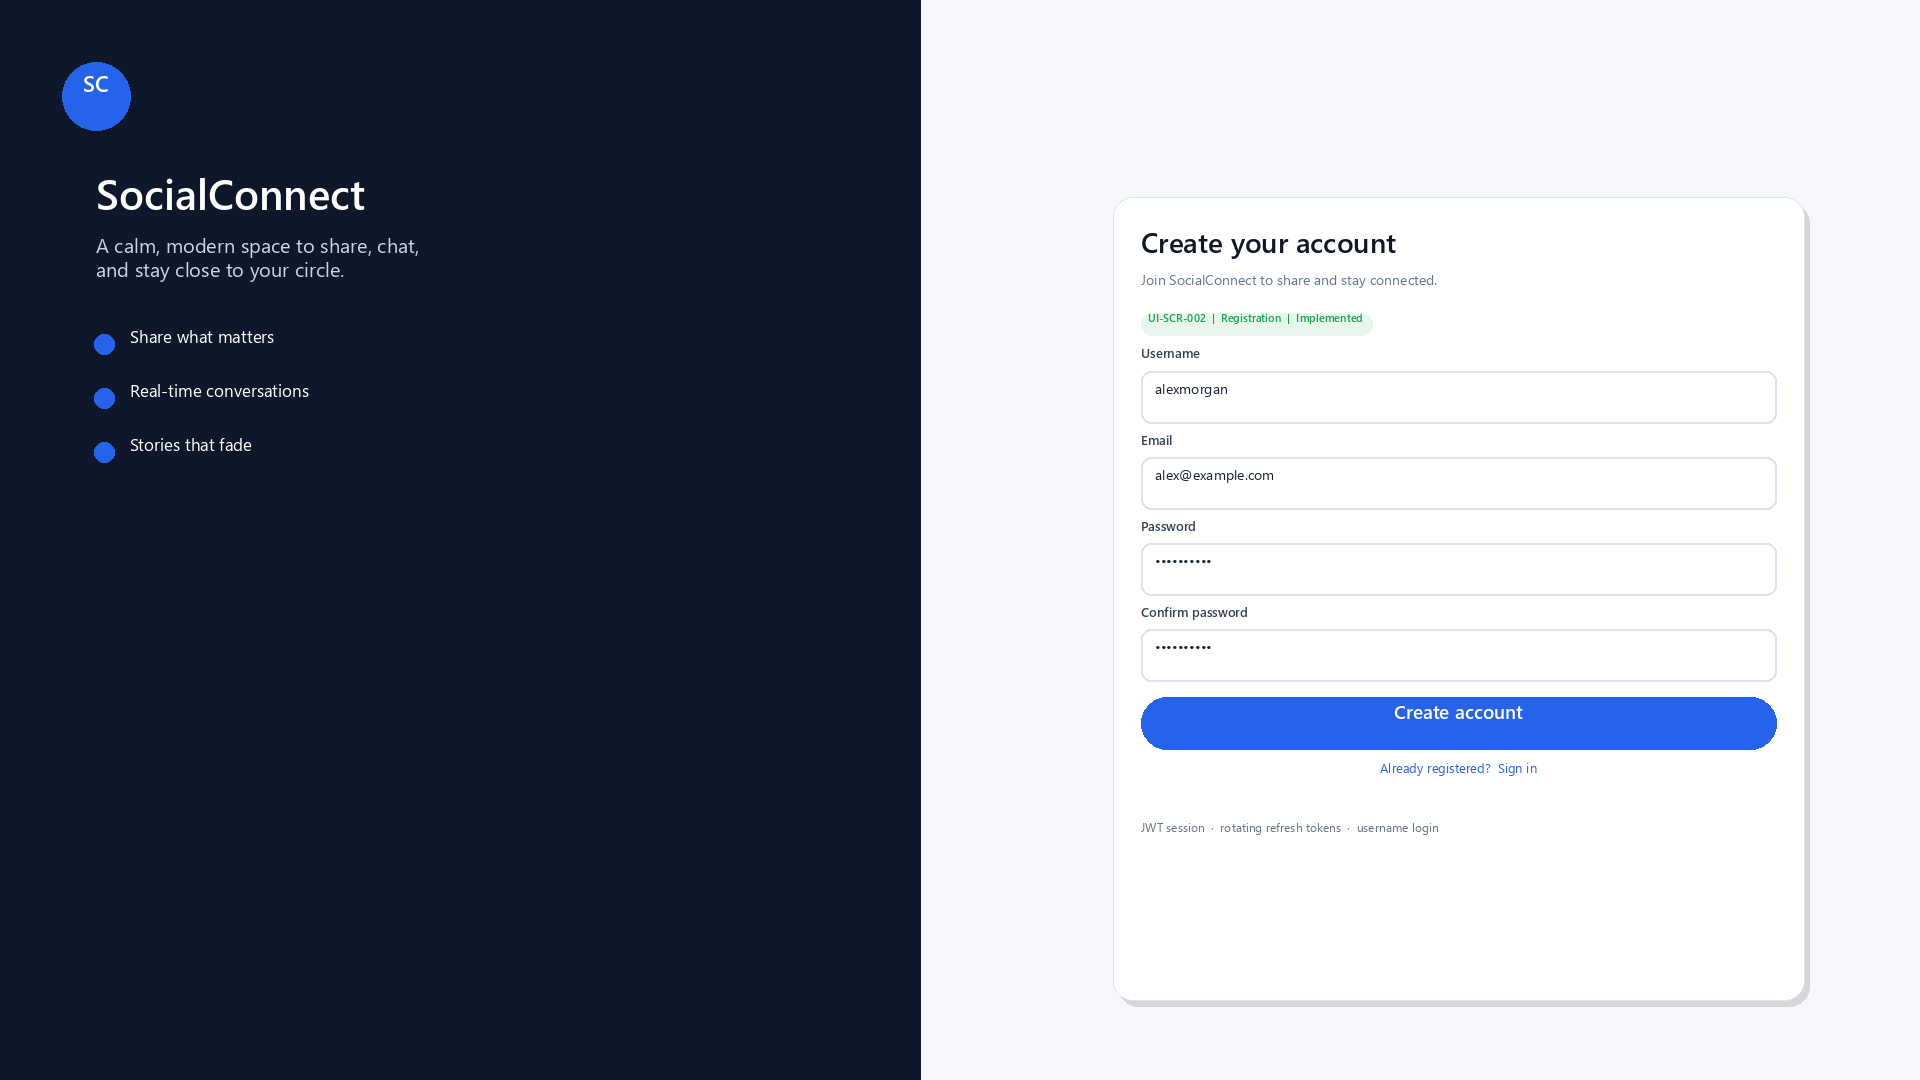 SC
SocialConnect
A calm, modern space to share, chat,
and stay close to your circle.
Share what matters
Real-time conversations
Stories that fade
Create your account
Join SocialConnect to share and stay connected.
UI-SCR-002 | Registration | Implemented
Username
alexmorgan
Email
alex@example.com
Password
••••••••••
Confirm password
••••••••••
Create account
Already registered? Sign in
JWT session · rotating refresh tokens · username login